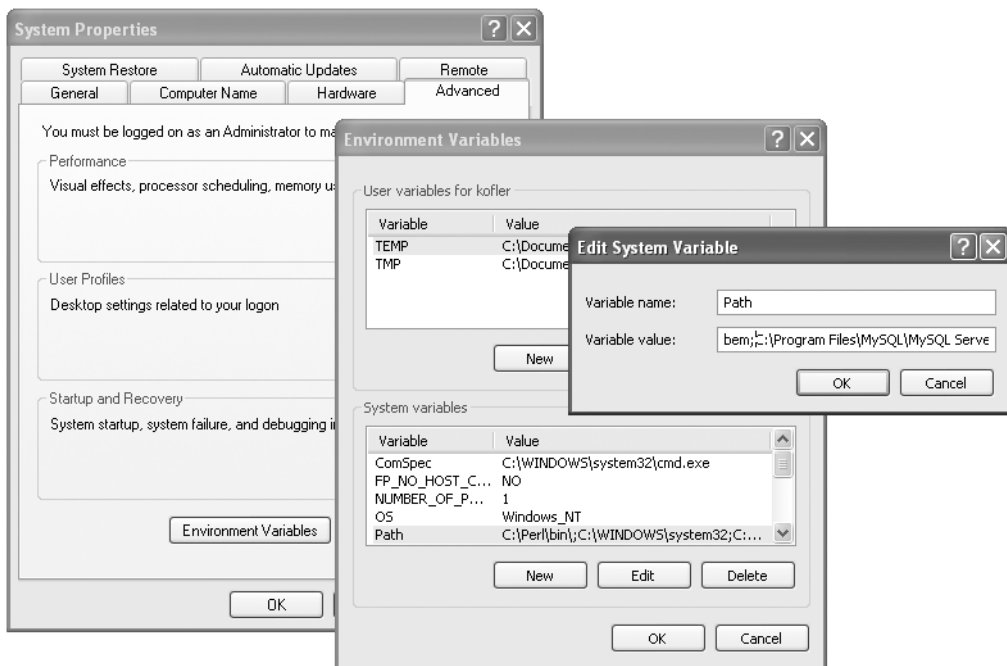 System Properties
System Restore Automatic Updates Remote
General Computer Name Hardware Advanced
You must be logged on as an Administrator to
Performance
Visual effects, processor scheduling, memory
User Profiles
Desktop settings related to your logon
Startup and Recovery
System startup, system failure, and debugging
Environment Variables
OK
Environment Variables
User variables for kofler
Variable Value
TEMP C:\Docume
TMP C:\Docume
New
System variables
Variable Value
ComSpec C:\WINDOWS\system32\cmd.exe
FP_NO_HOST_C... NO
NUMBER_OF_P... 1
OS Windows_NT
Path C:\Perl\bin\;C:\WINDOWS\system32;C:...
New Edit Delete
OK Cancel
Edit System Variable
Variable name: Path
Variable value: bem;C:\Program Files\MySQL\MySQL Serve
OK Cancel